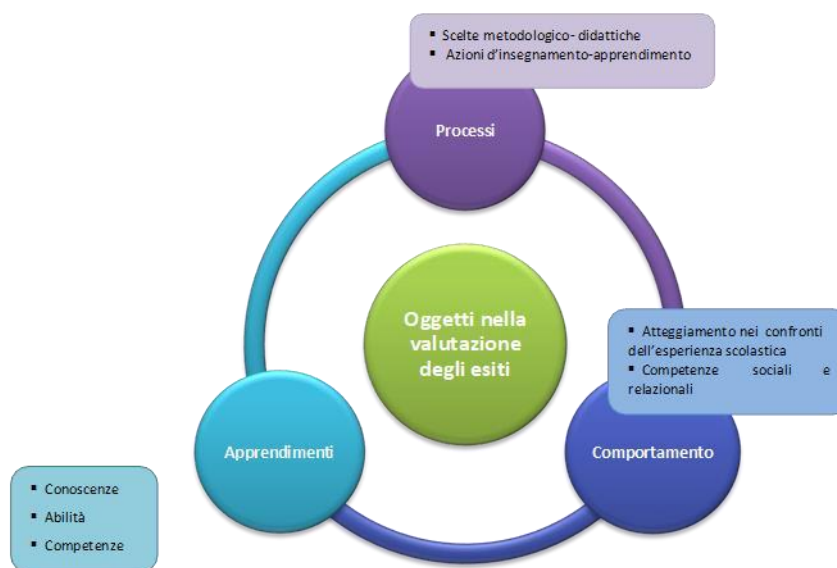 ▪ Scelte metodologico- didattiche
▪ Azioni d'insegnamento-apprendimento
Processi
Oggetti nella
valutazione
degli esiti
▪ Atteggiamento nei confronti
dell'esperienza scolastica
▪ Competenze sociali e
relazionali
Apprendimenti
Comportamento
▪ Conoscenze
▪ Abilità
▪ Competenze